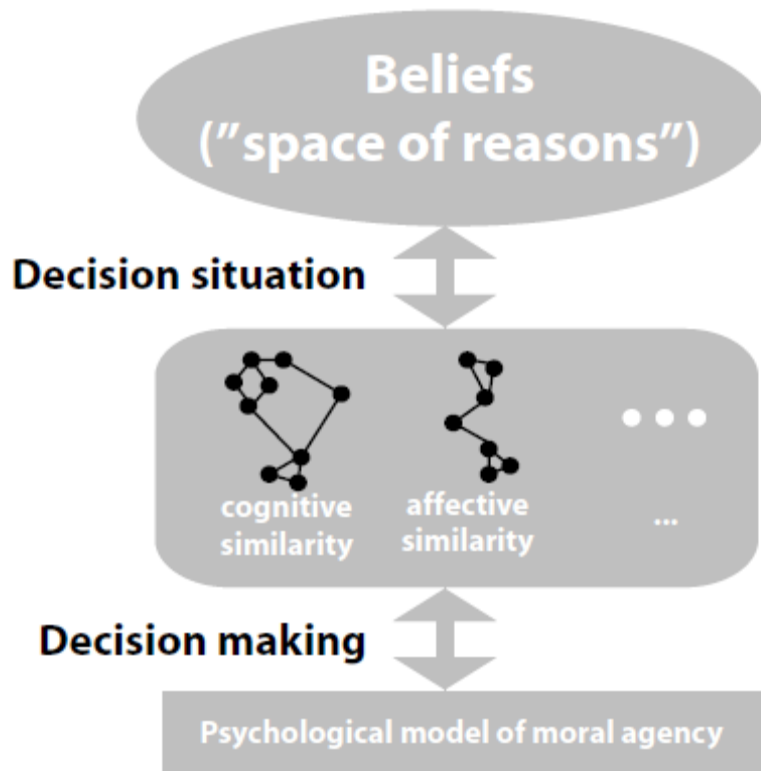 Beliefs
("space of reasons")
Decision situation
cognitive
similarity
affective
similarity
...
Decision making
Psychological model of moral agency